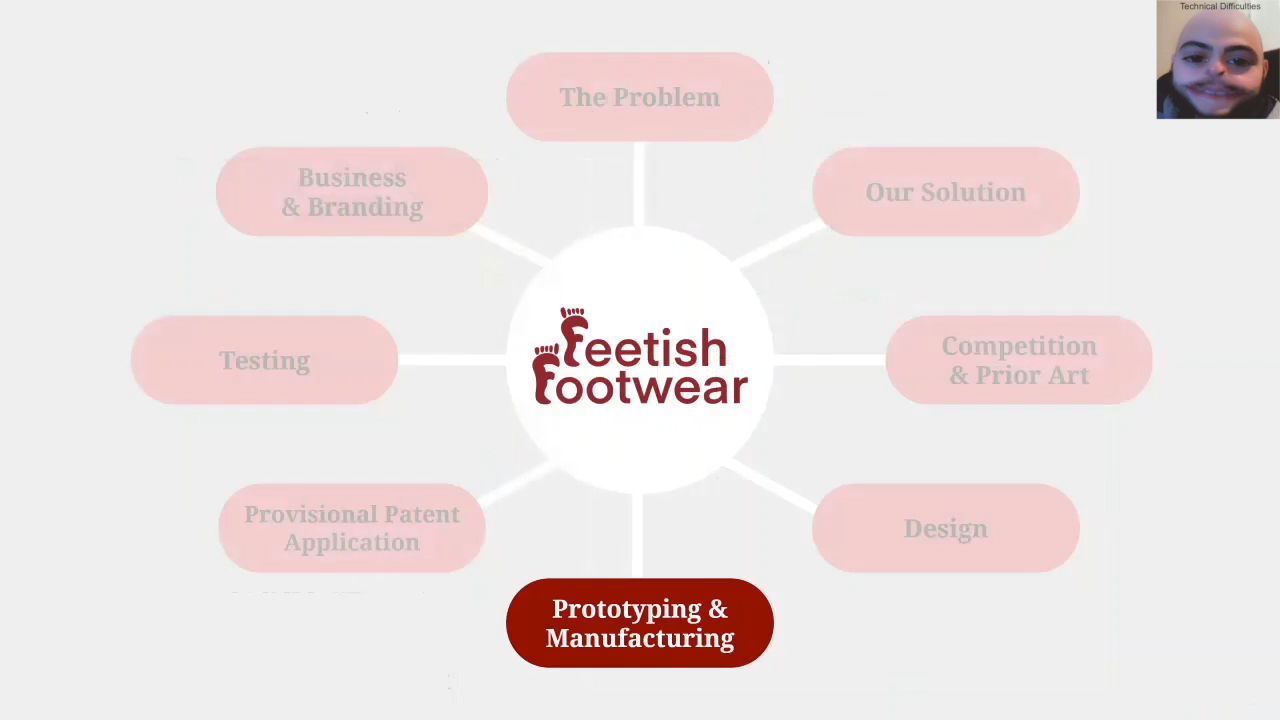 Technical Difficulties
The Problem
Business
& Branding
Our Solution
Feetish
Footwear
Testing
Competition
& Prior Art
Provisional Patent
Application
Design
Prototyping &
Manufacturing